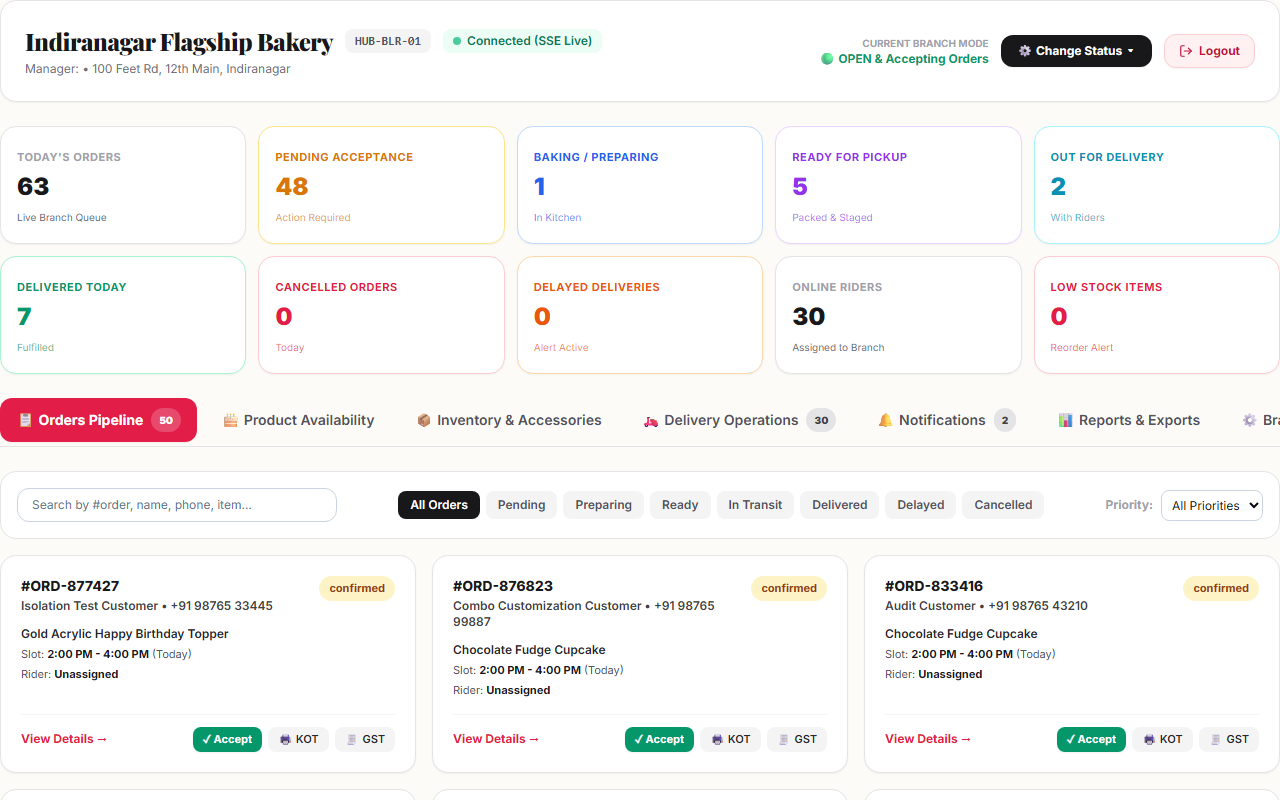 Indiranagar Flagship Bakery
HUB-BLR-01
Connected (SSE Live)
Manager: • 100 Feet Rd, 12th Main, Indiranagar
CURRENT BRANCH MODE
OPEN & Accepting Orders
Change Status
Logout
TODAY'S ORDERS
63
Live Branch Queue
PENDING ACCEPTANCE
48
Action Required
BAKING / PREPARING
1
In Kitchen
READY FOR PICKUP
5
Packed & Staged
OUT FOR DELIVERY
2
With Riders
DELIVERED TODAY
7
Fulfilled
CANCELLED ORDERS
0
Today
DELAYED DELIVERIES
0
Alert Active
ONLINE RIDERS
30
Assigned to Branch
LOW STOCK ITEMS
0
Reorder Alert
Orders Pipeline 50
Product Availability
Inventory & Accessories
Delivery Operations 30
Notifications 2
Reports & Exports
Bra
Search by #order, name, phone, item...
All Orders
Pending
Preparing
Ready
In Transit
Delivered
Delayed
Cancelled
Priority:
All Priorities
#ORD-877427
confirmed
Isolation Test Customer • +91 98765 33445
Gold Acrylic Happy Birthday Topper
Slot: 2:00 PM - 4:00 PM (Today)
Rider: Unassigned
View Details →
✓ Accept
KOT
GST
#ORD-876823
confirmed
Combo Customization Customer • +91 98765
99887
Chocolate Fudge Cupcake
Slot: 2:00 PM - 4:00 PM (Today)
Rider: Unassigned
View Details →
✓ Accept
KOT
GST
#ORD-833416
confirmed
Audit Customer • +91 98765 43210
Chocolate Fudge Cupcake
Slot: 2:00 PM - 4:00 PM (Today)
Rider: Unassigned
View Details →
✓ Accept
KOT
GST